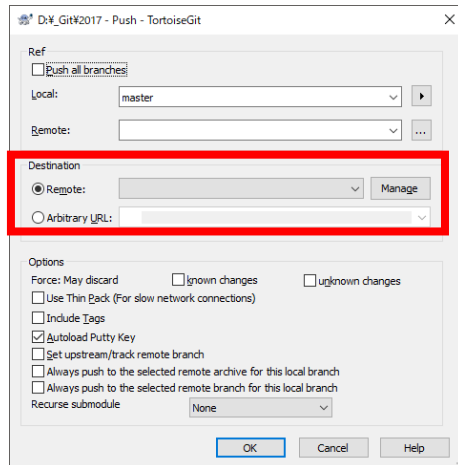 D:¥_Git¥2017 - Push - TortoiseGit
Ref
Push all branches
Local:
master
Remote:
...
Destination
Remote:
Manage
Arbitrary URL:
Options
Force: May discard
known changes
unknown changes
Use Thin Pack (For slow network connections)
Include Tags
Autoload Putty Key
Set upstream/track remote branch
Always push to the selected remote archive for this local branch
Always push to the selected remote branch for this local branch
Recurse submodule
None
OK
Cancel
Help